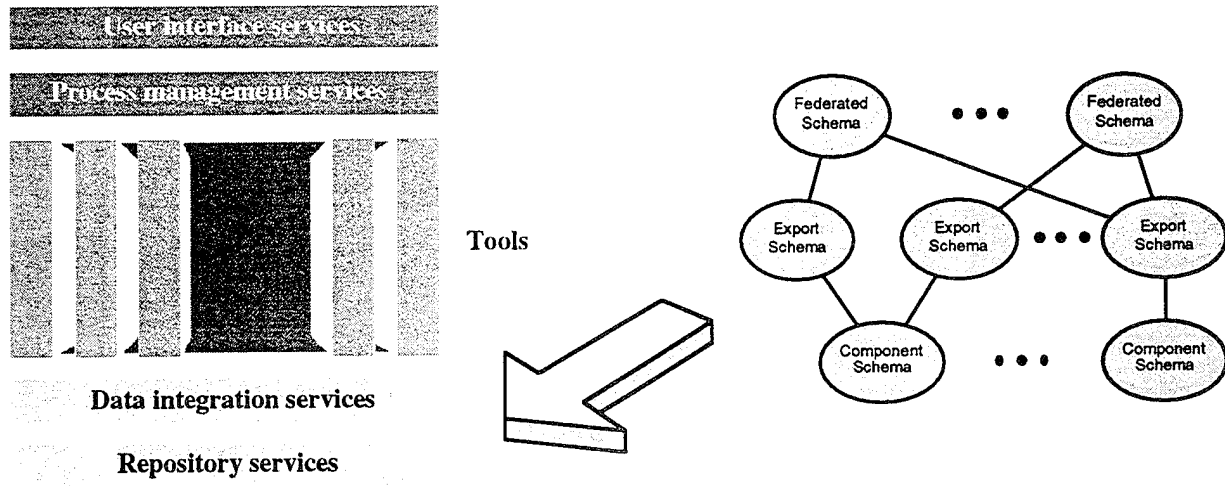 User interface services
Process management services
Tools
Data integration services
Repository services
Federated
Schema
Federated
Schema
Export
Schema
Export
Schema
Export
Schema
Component
Schema
Component
Schema